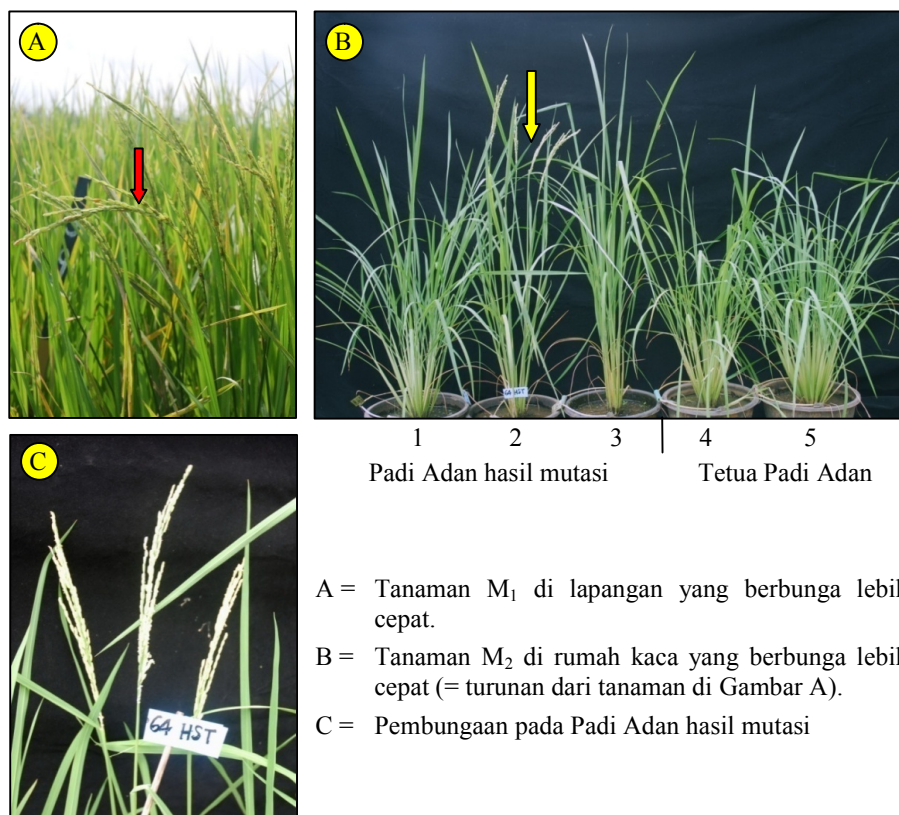 A
B
64 HST
1 2 3 4 5
Padi Adan hasil mutasi Tetua Padi Adan
C
64 HST
A = Tanaman M₁ di lapangan yang berbunga lebih
cepat.
B = Tanaman M₂ di rumah kaca yang berbunga lebih
cepat (= turunan dari tanaman di Gambar A).
C = Pembungaan pada Padi Adan hasil mutasi